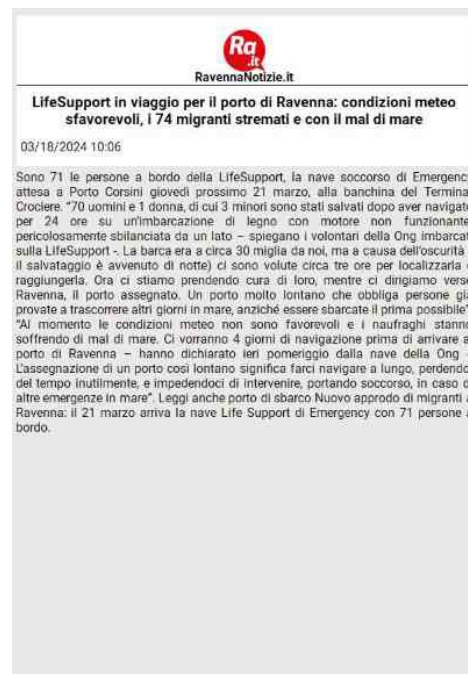 Ra
.it
RavennaNotizie.it
LifeSupport in viaggio per il porto di Ravenna: condizioni meteo
sfavorevoli, i 74 migranti stremati e con il mal di mare
03/18/2024 10:06
Sono 71 le persone a bordo della LifeSupport, la nave soccorso di Emergenc
attesa a Porto Corsini giovedì prossimo 21 marzo, alla banchina del Termina
Crociere. "70 uomini e 1 donna, di cui 3 minori sono stati salvati dopo aver navigato
per 24 ore su un'imbarcazione di legno con motore non funzionante
pericolosamente sbilanciata da un lato – spiegano i volontari della Ong imbarcat
sulla LifeSupport -. La barca era a circa 30 miglia da noi, ma a causa dell'oscurità
il salvataggio è avvenuto di notte) ci sono volute circa tre ore per localizzarla
raggiungerla. Ora ci stiamo prendendo cura di loro, mentre ci dirigiamo verso
Ravenna, il porto assegnato. Un porto molto lontano che obbliga persone già
provate a trascorrere altri giorni in mare, anziché essere sbarcate il prima possibile"
"Al momento le condizioni meteo non sono favorevoli e i naufraghi stann
soffrendo di mal di mare. Ci vorranno 4 giorni di navigazione prima di arrivare a
porto di Ravenna – hanno dichiarato ieri pomeriggio dalla nave della Ong -
L'assegnazione di un porto così lontano significa farci navigare a lungo, perdendo
del tempo inutilmente, e impedendoci di intervenire, portando soccorso, in caso d
altre emergenze in mare". Leggi anche porto di sbarco Nuovo approdo di migranti a
Ravenna: il 21 marzo arriva la nave Life Support di Emergency con 71 persone a
bordo.